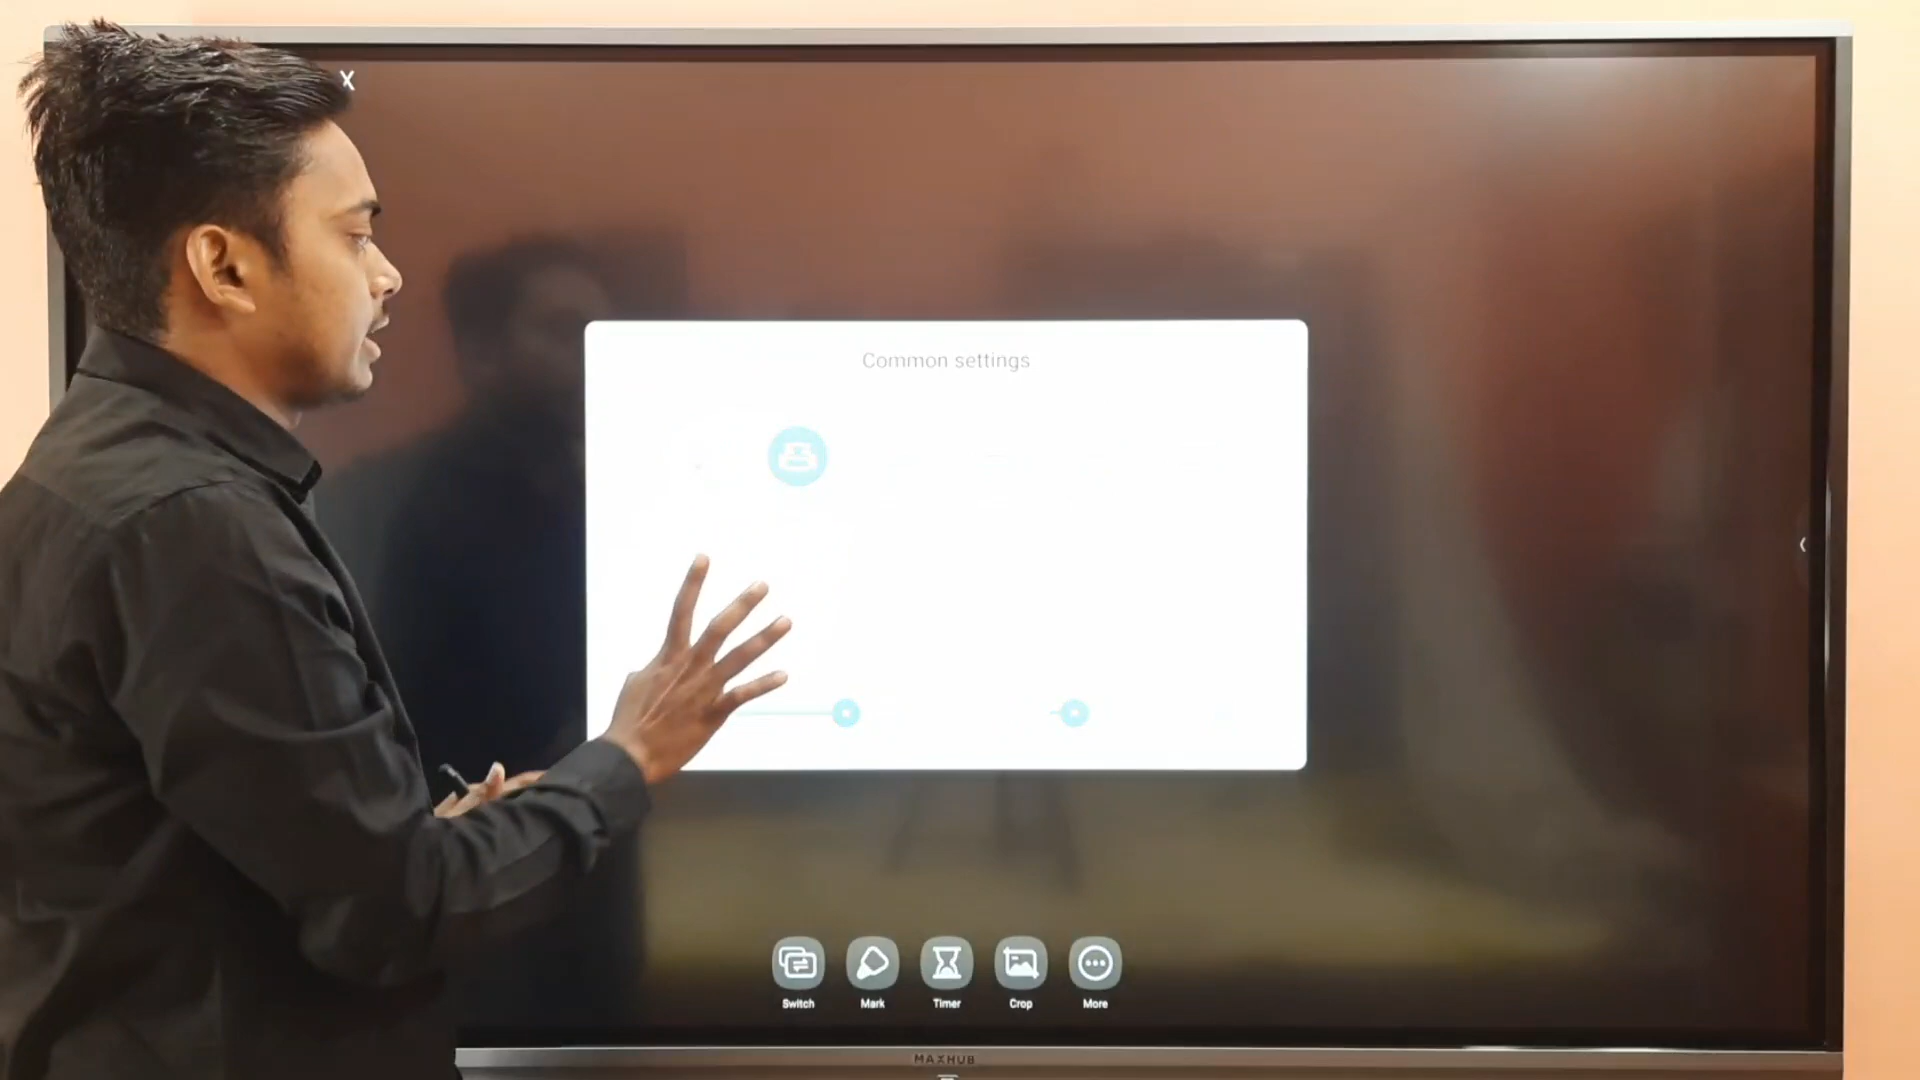 X
Common settings
Switch
Mark
Timer
Crop
More
MAXHUB